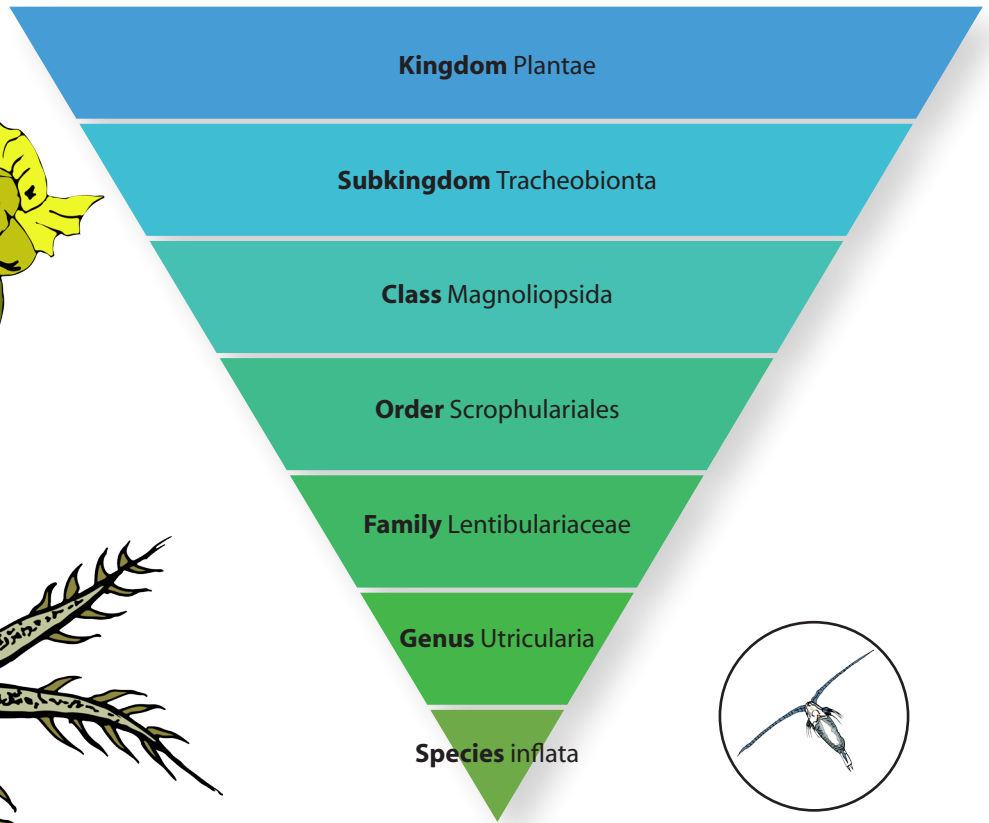 Kingdom Plantae
Subkingdom Tracheobionta
Class Magnoliopsida
Order Scrophulariales
Family Lentibulariaceae
Genus Utricularia
Species inflata